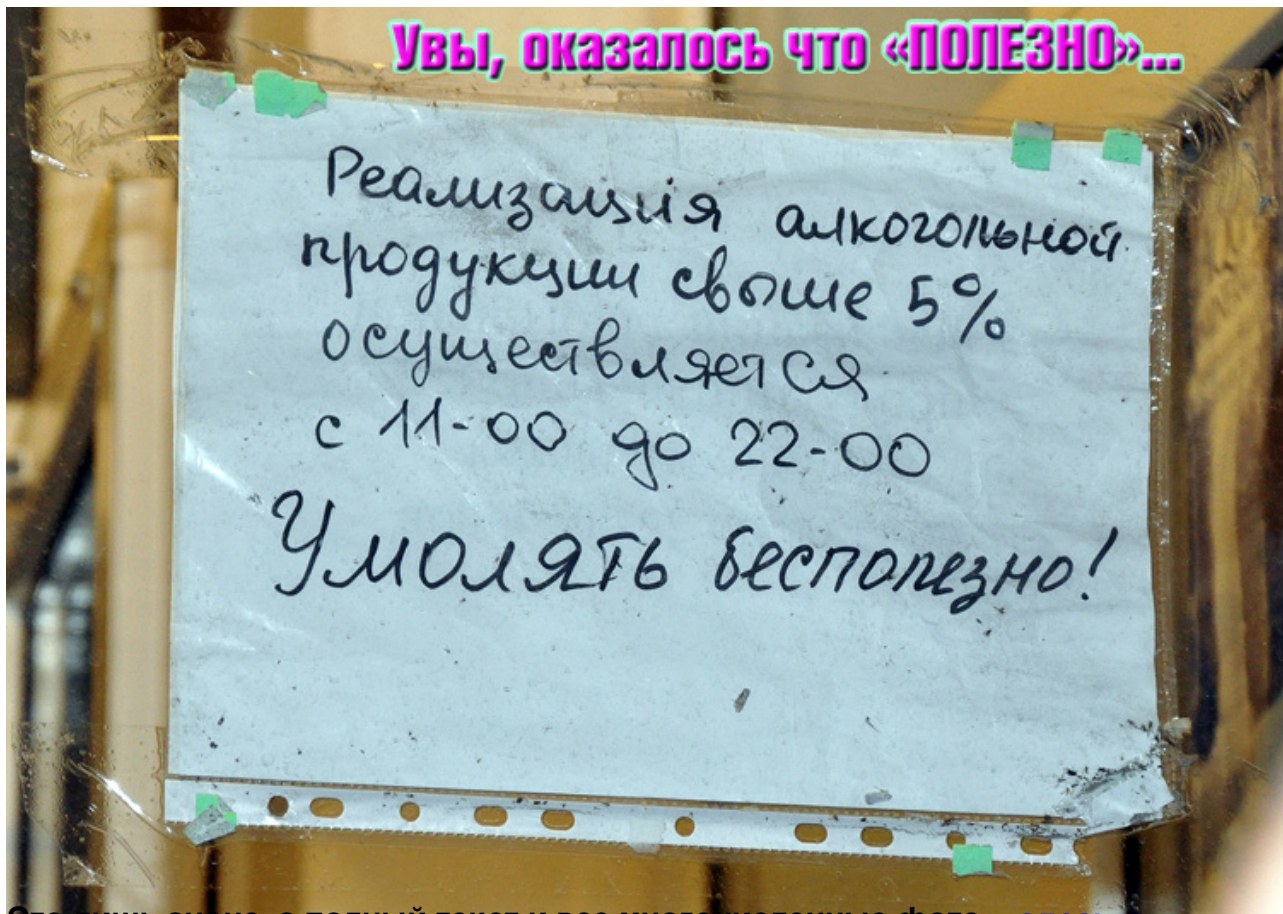 Увы, оказалось что «ПОЛЕЗНО»...
Реализация алкогольной
продукции свыше 5%
осуществляется
с 11-00 до 22-00
Умолять бесполезно!